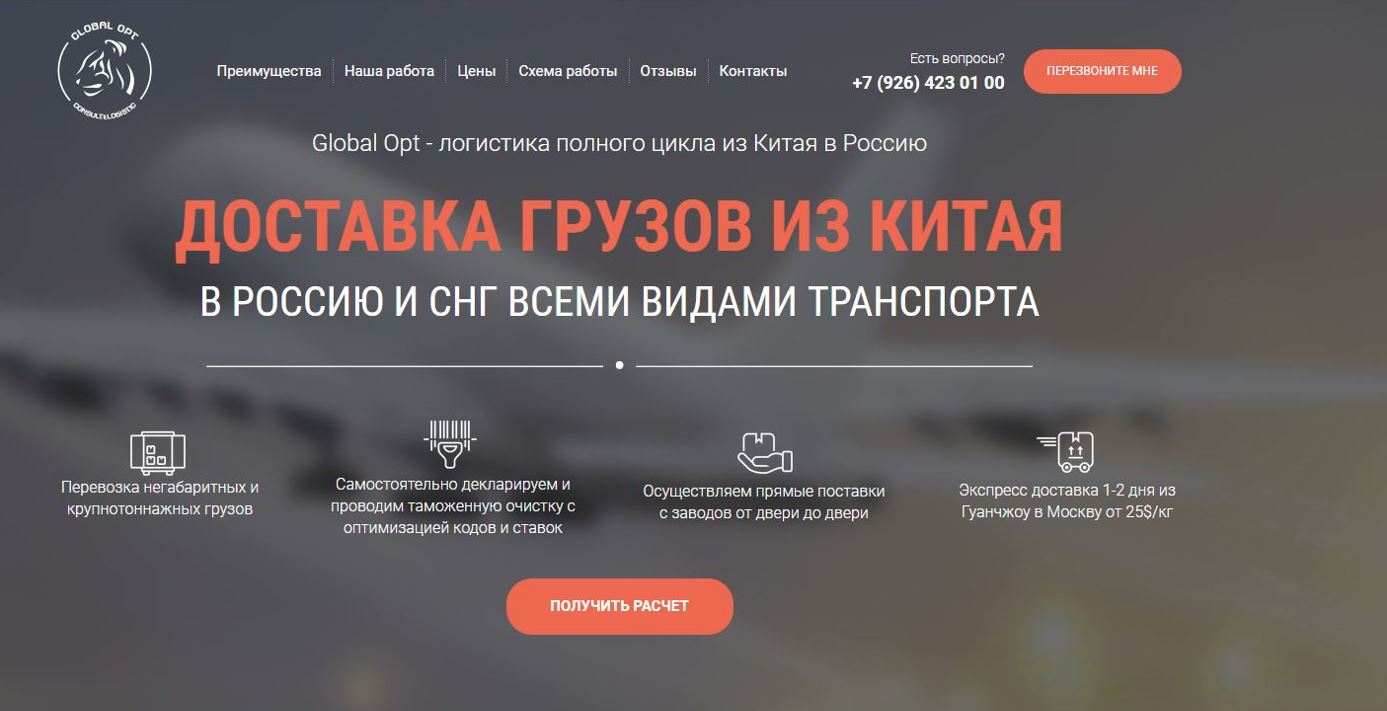 GLOBAL OPT
CONSULT&LOGISTIC
Преимущества
Наша работа
Цены
Схема работы
Отзывы
Контакты
Есть вопросы?
+7 (926) 423 01 00
ПЕРЕЗВОНИТЕ МНЕ
Global Opt - логистика полного цикла из Китая в Россию
ДОСТАВКА ГРУЗОВ ИЗ КИТАЯ
В РОССИЮ И СНГ ВСЕМИ ВИДАМИ ТРАНСПОРТА
Перевозка негабаритных и
крупнотоннажных грузов
Самостоятельно декларируем и
проводим таможенную очистку с
оптимизацией кодов и ставок
Осуществляем прямые поставки
с заводов от двери до двери
Экспресс доставка 1-2 дня из
Гуанчжоу в Москву от 25$/кг
ПОЛУЧИТЬ РАСЧЕТ